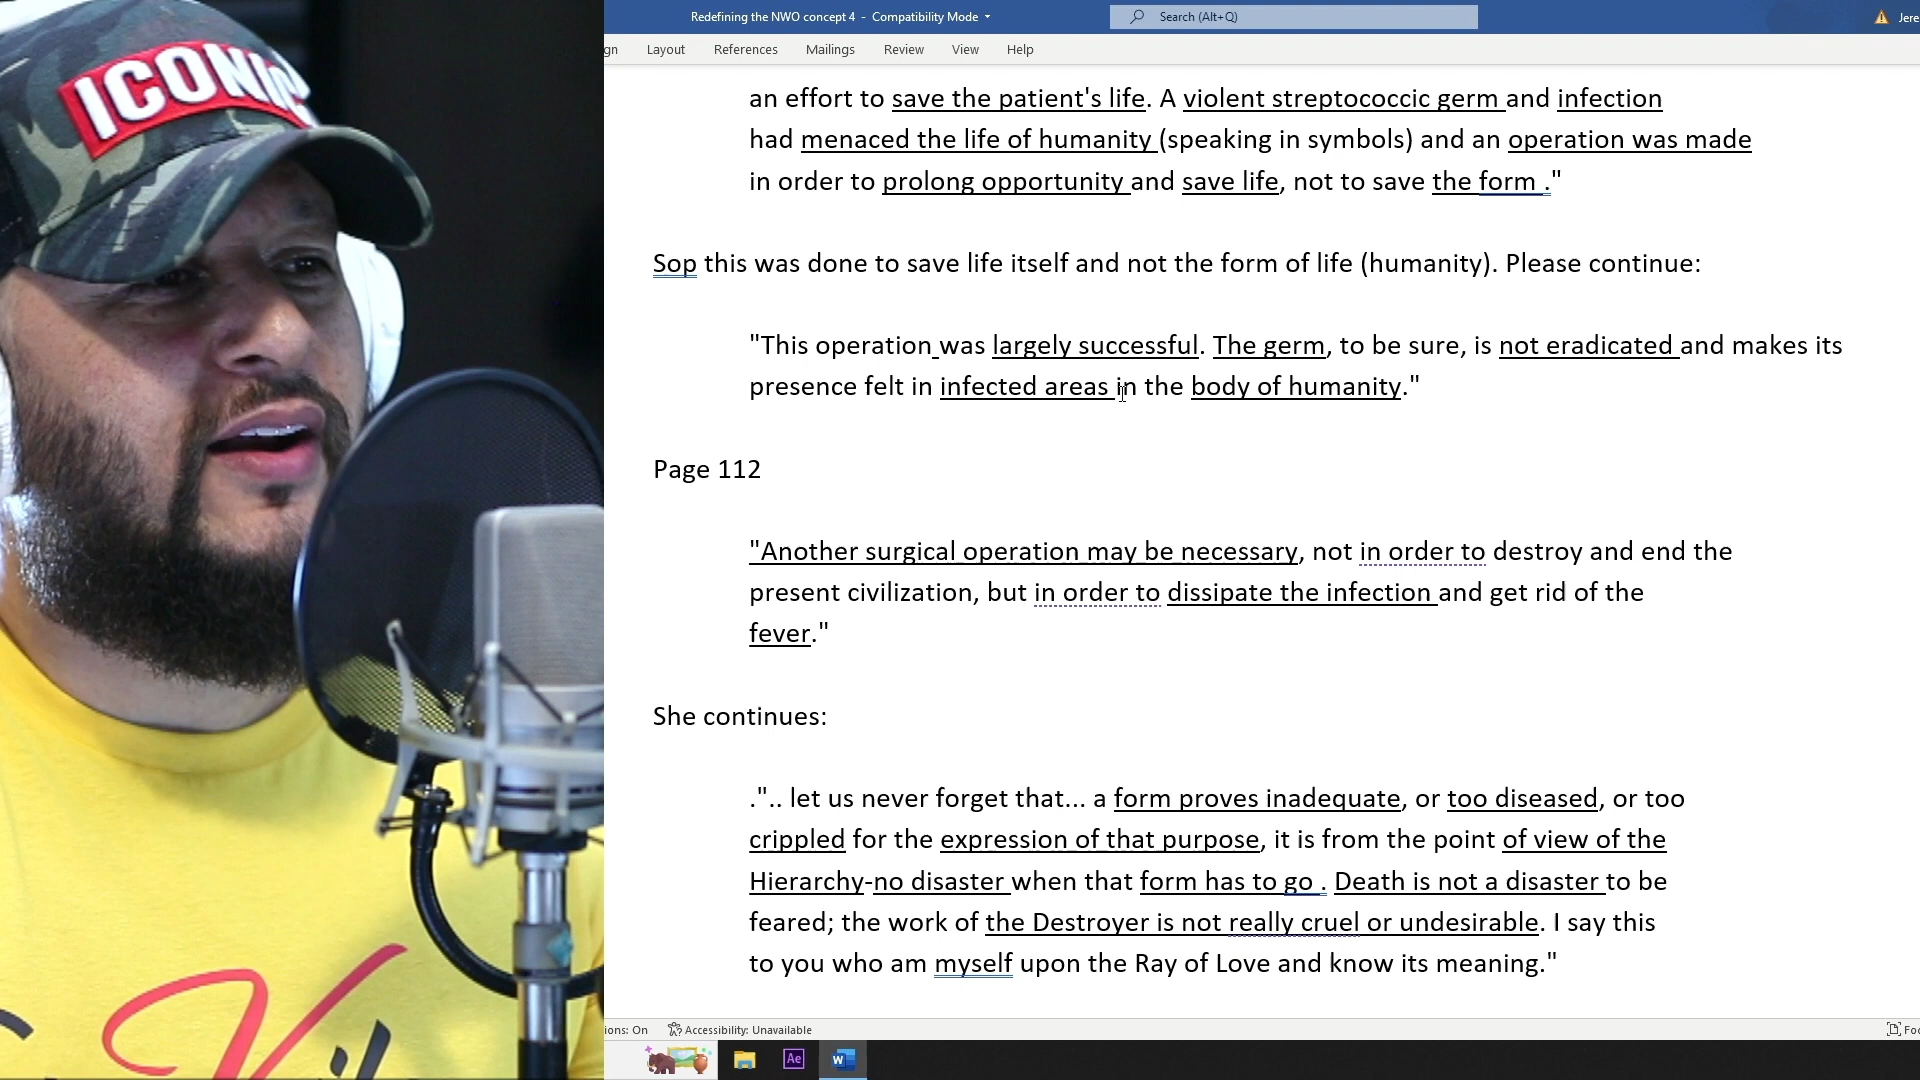 ICONIC
Redefining the NWO concept 4 - Compatibility Mode
Search (Alt+Q)
Jere
gn Layout References Mailings Review View Help
an effort to save the patient's life. A violent streptococcic germ and infection
had menaced the life of humanity (speaking in symbols) and an operation was made
in order to prolong opportunity and save life, not to save the form ."
Sop this was done to save life itself and not the form of life (humanity). Please continue:
"This operation was largely successful. The germ, to be sure, is not eradicated and makes its
presence felt in infected areas in the body of humanity."
Page 112
"Another surgical operation may be necessary, not in order to destroy and end the
present civilization, but in order to dissipate the infection and get rid of the
fever."
She continues:
.".. let us never forget that... a form proves inadequate, or too diseased, or too
crippled for the expression of that purpose, it is from the point of view of the
Hierarchy-no disaster when that form has to go . Death is not a disaster to be
feared; the work of the Destroyer is not really cruel or undesirable. I say this
to you who am myself upon the Ray of Love and know its meaning."
ions: On Accessibility: Unavailable
Foc
Ae
W